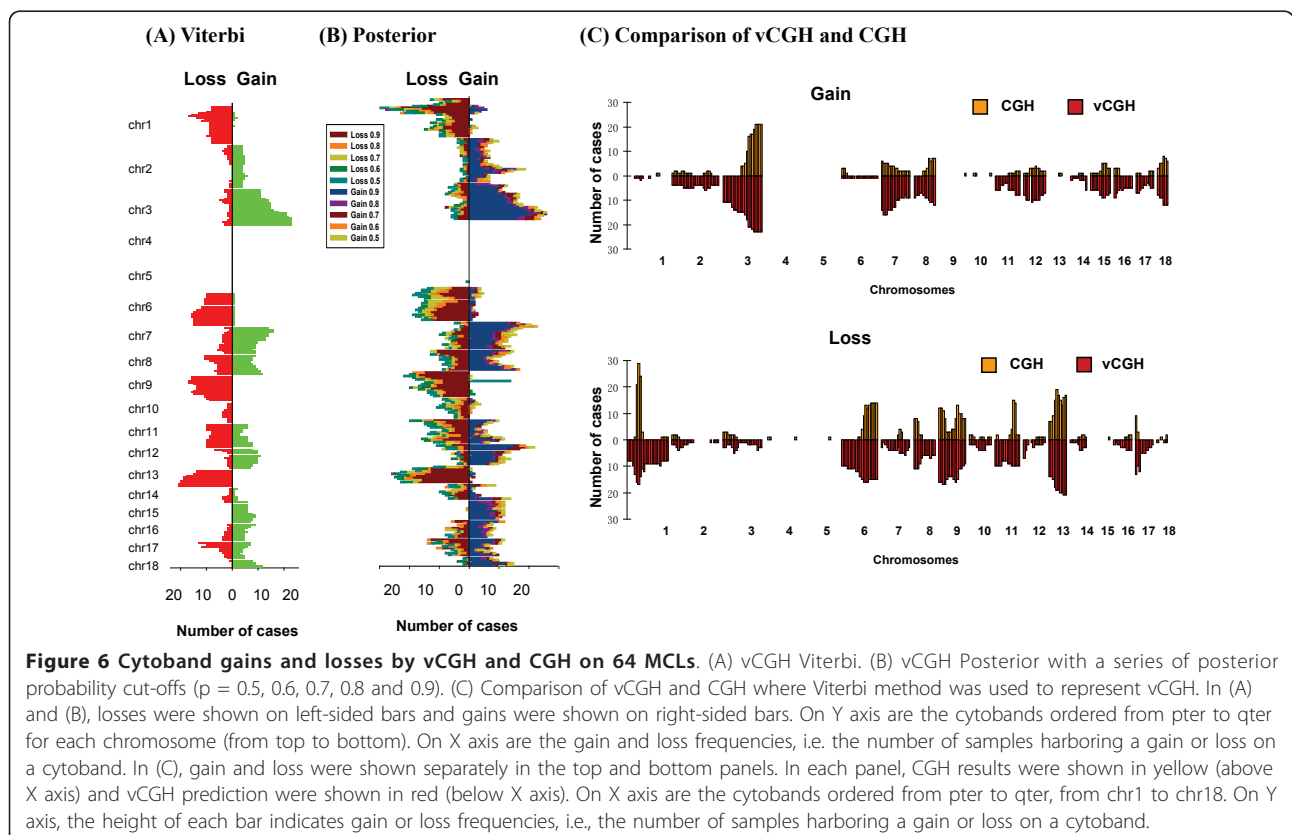 (A) Viterbi
(B) Posterior
(C) Comparison of vCGH and CGH
Loss Gain
chr1
chr2
chr3
chr4
chr5
chr6
chr7
chr8
chr9
chr10
chr11
chr12
chr13
chr14
chr15
chr16
chr17
chr18
20 10 0 10 20
Number of cases
Loss Gain
Loss 0.9
Loss 0.8
Loss 0.7
Loss 0.6
Loss 0.5
Gain 0.9
Gain 0.8
Gain 0.7
Gain 0.6
Gain 0.5
20 10 0 10 20
Number of cases
Gain
CGH vCGH
Number of cases
30
20
10
0
10
20
30
1 2 3 4 5 6 7 8 9 10 11 12 13 14 15 16 17 18
Chromosomes
Loss
CGH vCGH
Number of cases
30
20
10
0
10
20
30
1 2 3 4 5 6 7 8 9 10 11 12 13 14 15 16 17 18
Chromosomes
Figure 6 Cytoband gains and losses by vCGH and CGH on 64 MCLs. (A) vCGH Viterbi. (B) vCGH Posterior with a series of posterior
probability cut-offs (p = 0.5, 0.6, 0.7, 0.8 and 0.9). (C) Comparison of vCGH and CGH where Viterbi method was used to represent vCGH. In (A)
and (B), losses were shown on left-sided bars and gains were shown on right-sided bars. On Y axis are the cytobands ordered from pter to qter
for each chromosome (from top to bottom). On X axis are the gain and loss frequencies, i.e. the number of samples harboring a gain or loss on
a cytoband. In (C), gain and loss were shown separately in the top and bottom panels. In each panel, CGH results were shown in yellow (above
X axis) and vCGH prediction were shown in red (below X axis). On X axis are the cytobands ordered from pter to qter, from chr1 to chr18. On Y
axis, the height of each bar indicates gain or loss frequencies, i.e., the number of samples harboring a gain or loss on a cytoband.